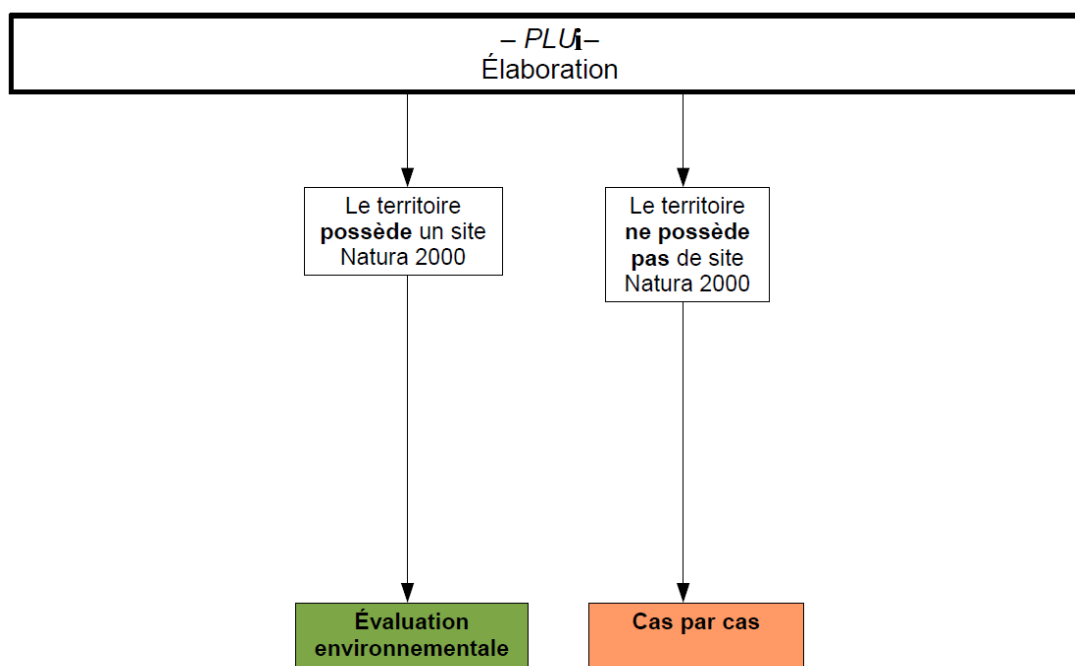 – PLUi–
Élaboration
Le territoire
possède un site
Natura 2000
Le territoire
ne possède
pas de site
Natura 2000
Évaluation
environnementale
Cas par cas